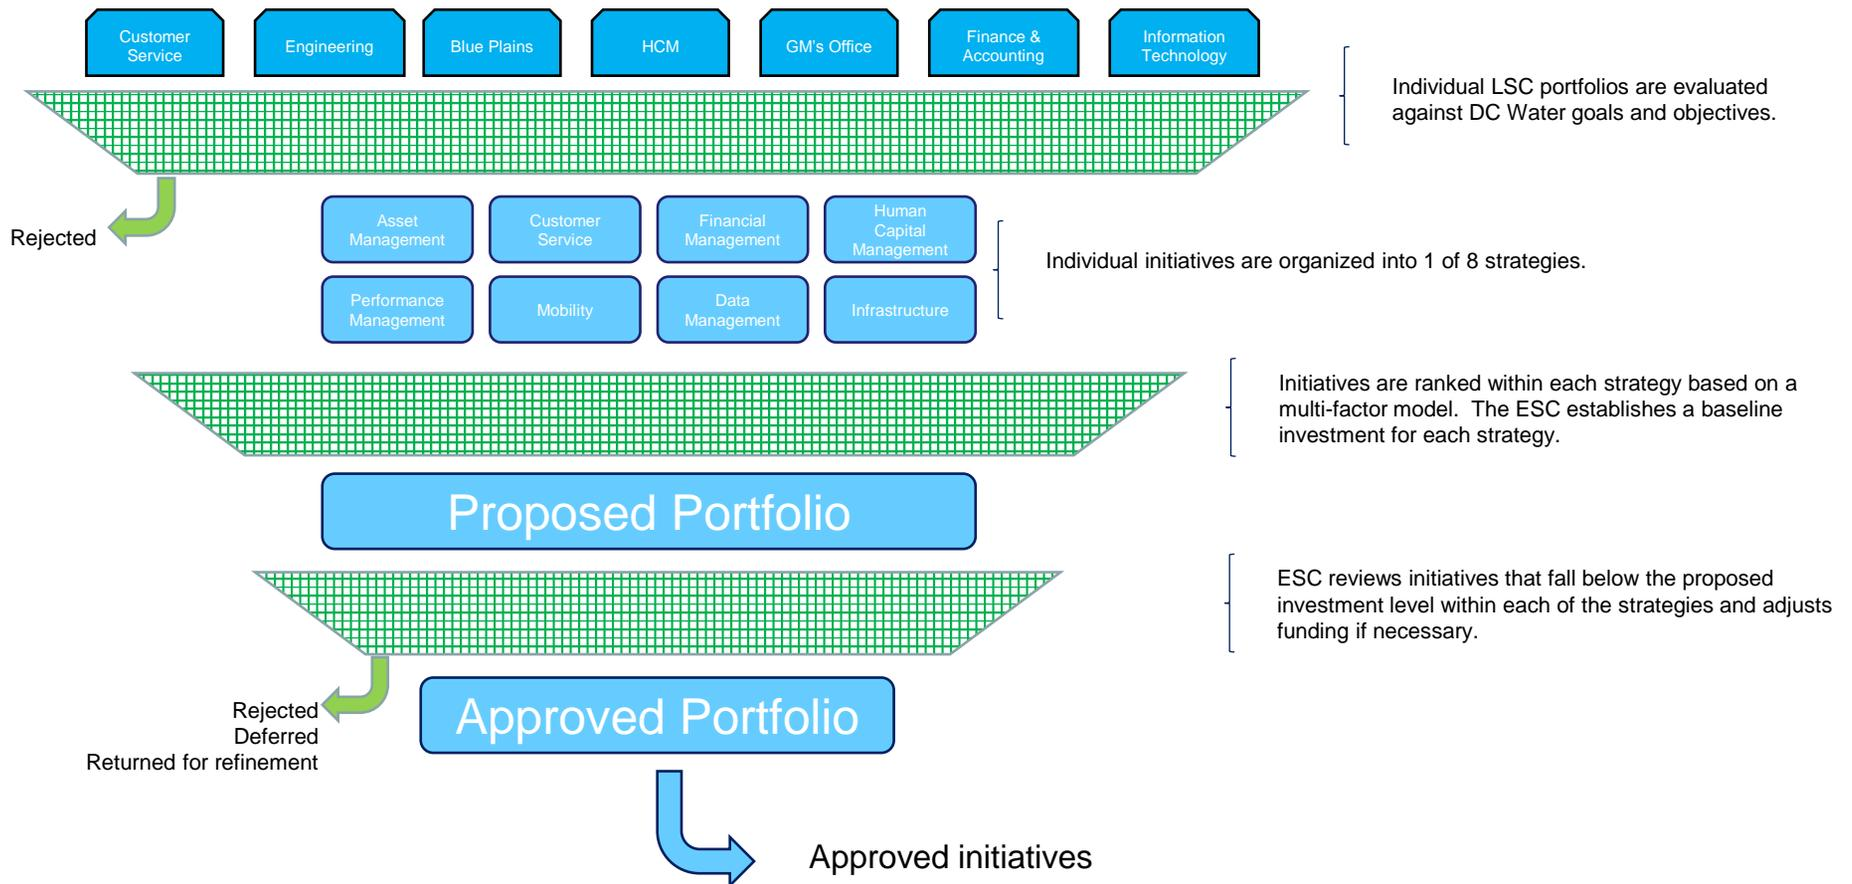 Customer
Service
Engineering
Blue Plains
HCM
GM's Office
Finance &
Accounting
Information
Technology
Individual LSC portfolios are evaluated
against DC Water goals and objectives.
Rejected
Asset
Management
Customer
Service
Financial
Management
Human
Capital
Management
Performance
Management
Mobility
Data
Management
Infrastructure
Individual initiatives are organized into 1 of 8 strategies.
Initiatives are ranked within each strategy based on a
multi-factor model.  The ESC establishes a baseline
investment for each strategy.
Proposed Portfolio
ESC reviews initiatives that fall below the proposed
investment level within each of the strategies and adjusts
funding if necessary.
Rejected
Deferred
Returned for refinement
Approved Portfolio
Approved initiatives